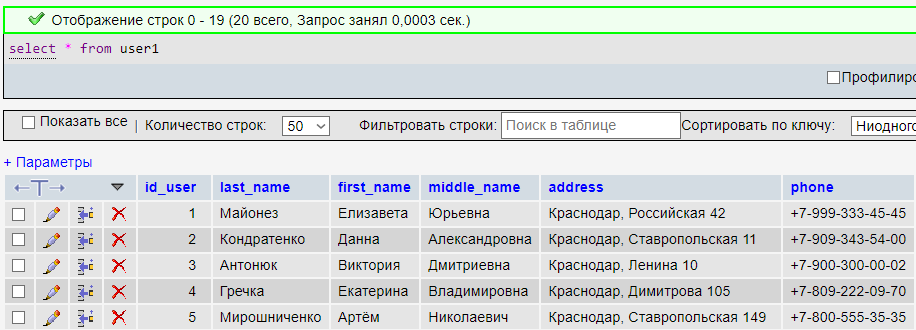 Отображение строк 0 - 19 (20 всего, Запрос занял 0,0003 сек.)
select * from user1
Профилиро
Показать все | Количество строк: 50 Фильтровать строки: Поиск в таблице Сортировать по ключу: Ниодного
+ Параметры
←T→ id_user last_name first_name middle_name address phone
1 Майонез Елизавета Юрьевна Краснодар, Российская 42 +7-999-333-45-45
2 Кондратенко Данна Александровна Краснодар, Ставропольская 11 +7-909-343-54-00
3 Антонюк Виктория Дмитриевна Краснодар, Ленина 10 +7-900-300-00-02
4 Гречка Екатерина Владимировна Краснодар, Димитрова 105 +7-809-222-09-70
5 Мирошниченко Артём Николаевич Краснодар, Ставропольская 149 +7-800-555-35-35